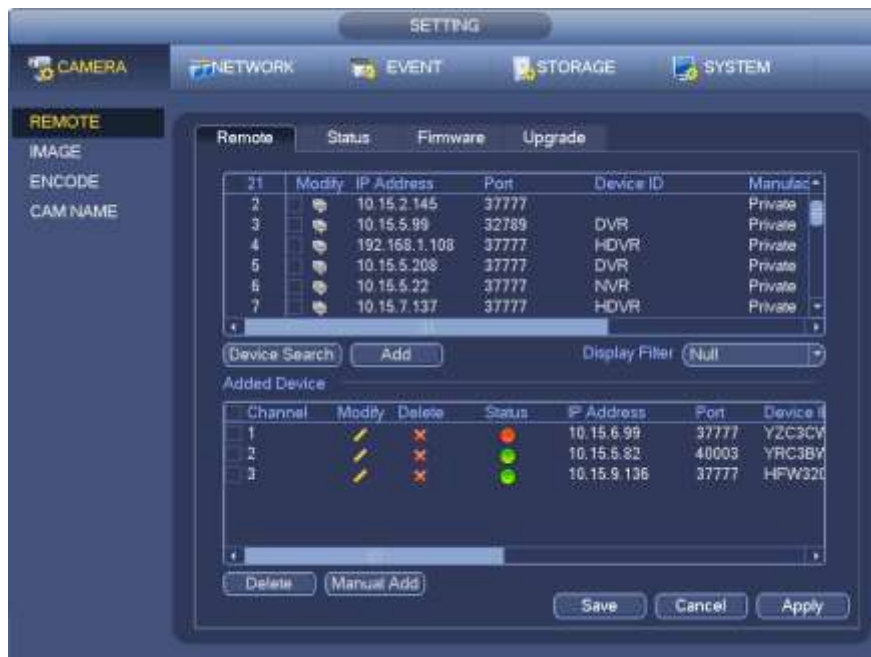 SETTING
CAMERA NETWORK EVENT STORAGE SYSTEM
REMOTE
IMAGE
ENCODE
CAM NAME
Remote Status Firmware Upgrade
21 Modify IP Address Port Device ID Manufac
2 10.15.2.145 37777 Private
3 10.15.5.99 32789 DVR Private
4 192.168.1.108 37777 HDVR Private
5 10.15.5.208 37777 DVR Private
6 10.15.5.22 37777 NVR Private
7 10.15.7.137 37777 HDVR Private
Device Search Add Display Filter Null
Added Device
Channel Modify Delete Status IP Address Port Device I
1 10.15.6.99 37777 YZC3CW
2 10.15.5.82 40003 YRC3BW
3 10.15.9.136 37777 HFW320
Delete Manual Add
Save Cancel Apply